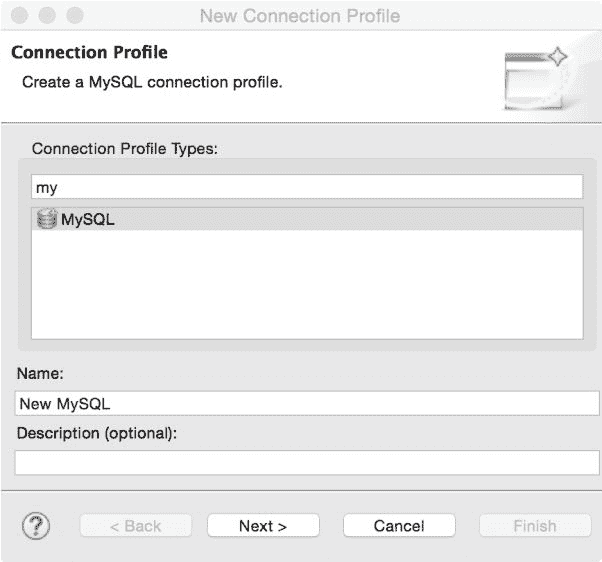 New Connection Profile
Connection Profile
Create a MySQL connection profile.
Connection Profile Types:
my
MySQL
Name:
New MySQL
Description (optional):
? < Back Next > Cancel Finish